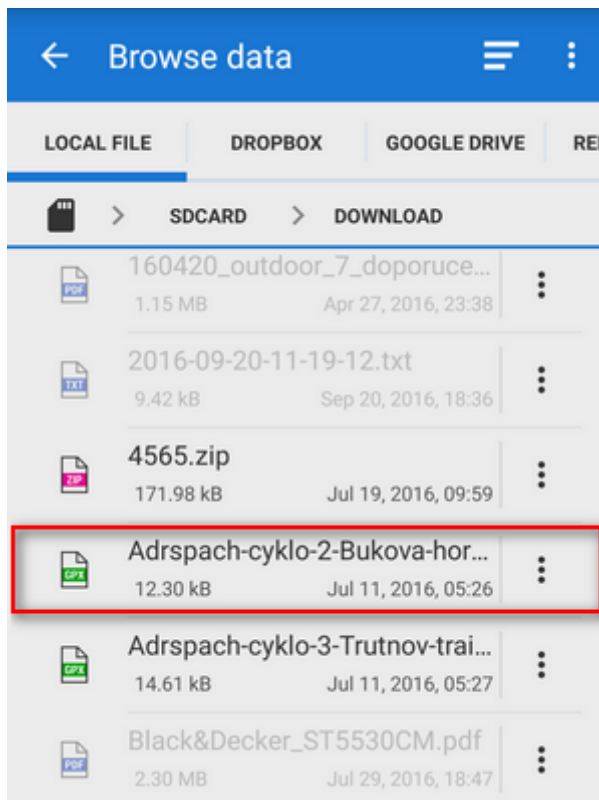 Browse data
LOCAL FILE DROPBOX GOOGLE DRIVE
SDCARD DOWNLOAD
160420_outdoor_7_doporuce...
PDF
1.15 MB Apr 27, 2016, 23:38
2016-09-20-11-19-12.txt
TXT
9.42 kB Sep 20, 2016, 18:36
4565.zip
ZIP
171.98 kB Jul 19, 2016, 09:59
Adrspach-cyklo-2-Bukova-hor...
GPX
12.30 kB Jul 11, 2016, 05:26
Adrspach-cyklo-3-Trutnov-trai...
GPX
14.61 kB Jul 11, 2016, 05:27
Black&Decker_ST5530CM.pdf
PDF
2.30 MB Jul 29, 2016, 18:47